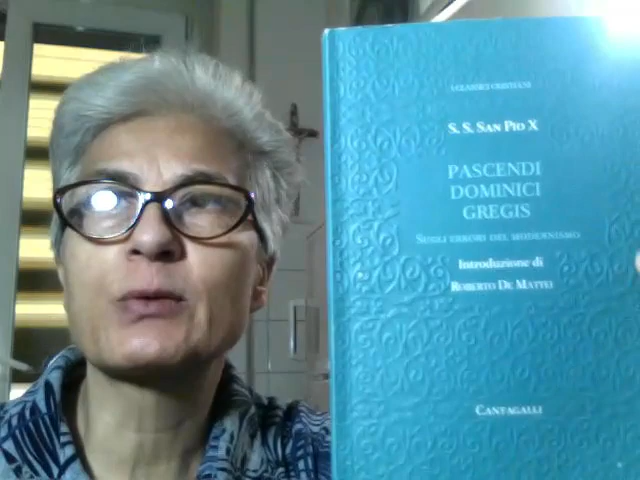 I CLASSICI CRISTIANI
S. S. SAN PIO X
PASCENDI
DOMINICI
GREGIS
SUGLI ERRORI DEL MODERNISMO
Introduzione di
ROBERTO DE MATTEI
CANTAGALLI